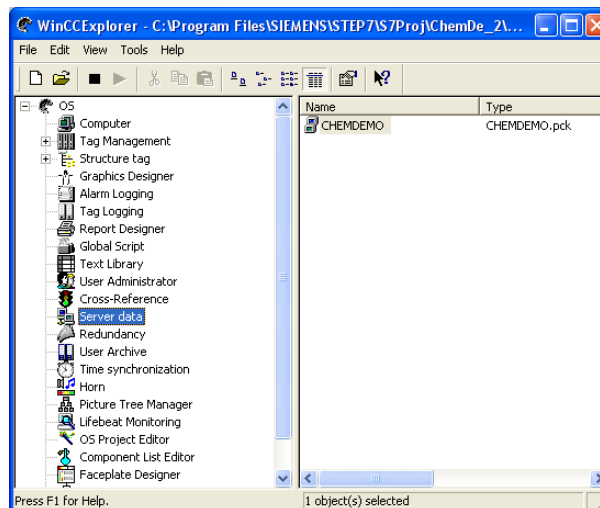 WinCCExplorer - C:\Program Files\SIEMENS\STEP7\S7Proj\ChemDe_2\...
File Edit View Tools Help
OS
Computer
Tag Management
Structure tag
Graphics Designer
Alarm Logging
Tag Logging
Report Designer
Global Script
Text Library
User Administrator
Cross-Reference
Server data
Redundancy
User Archive
Time synchronization
Horn
Picture Tree Manager
Lifebeat Monitoring
OS Project Editor
Component List Editor
Faceplate Designer
Name Type
CHEMDEMO CHEMDEMO.pck
Press F1 for Help. 1 object(s) selected